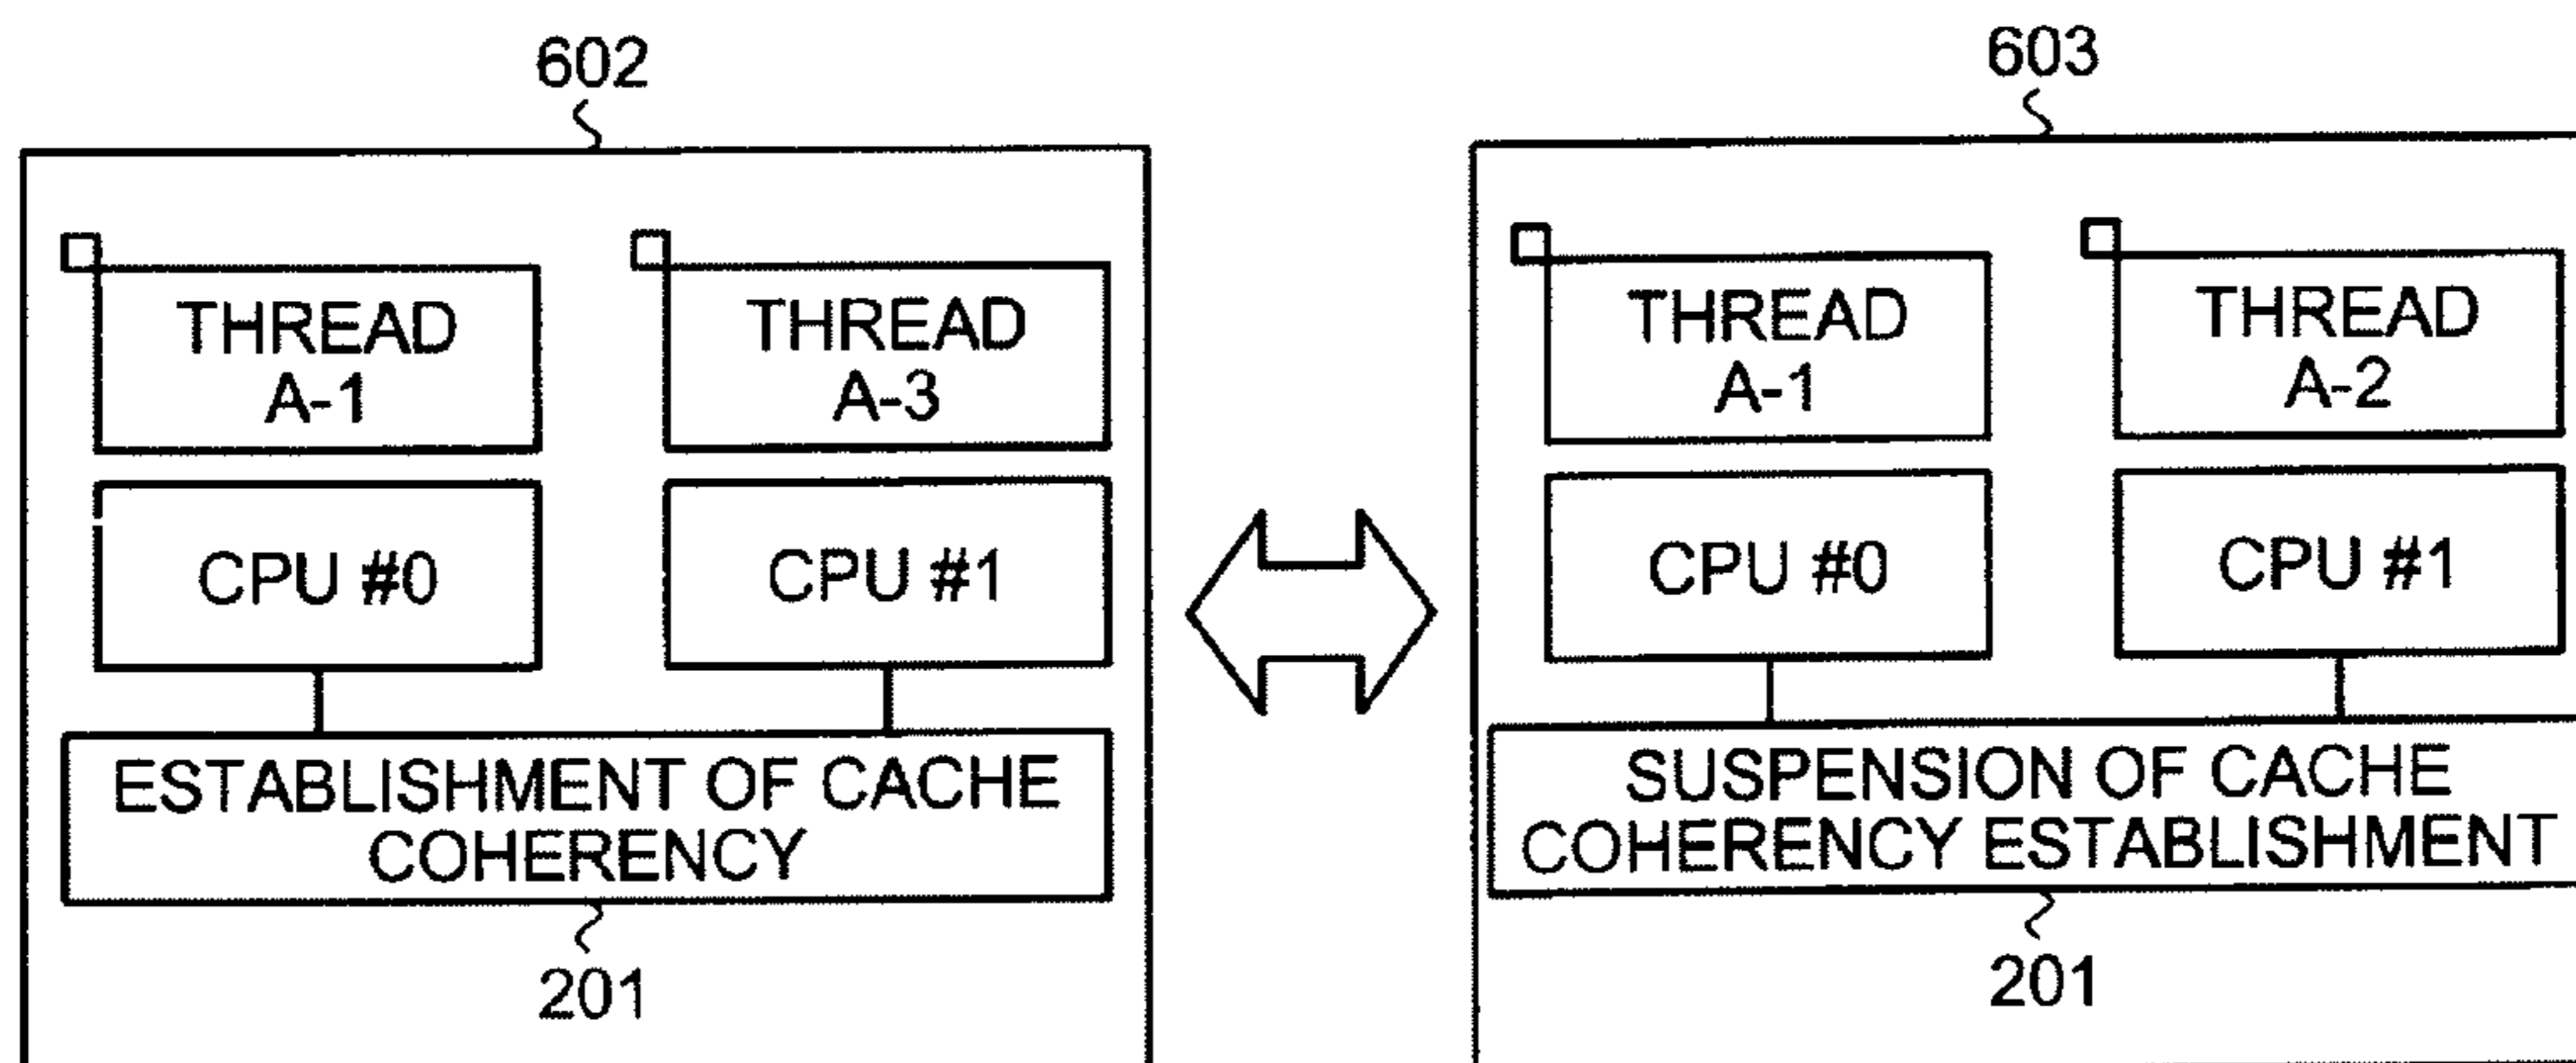 602
THREAD
A-1
THREAD
A-3
CPU #0
CPU #1
ESTABLISHMENT OF CACHE
COHERENCY
201
603
THREAD
A-1
THREAD
A-2
CPU #0
CPU #1
SUSPENSION OF CACHE
COHERENCY ESTABLISHMENT
201